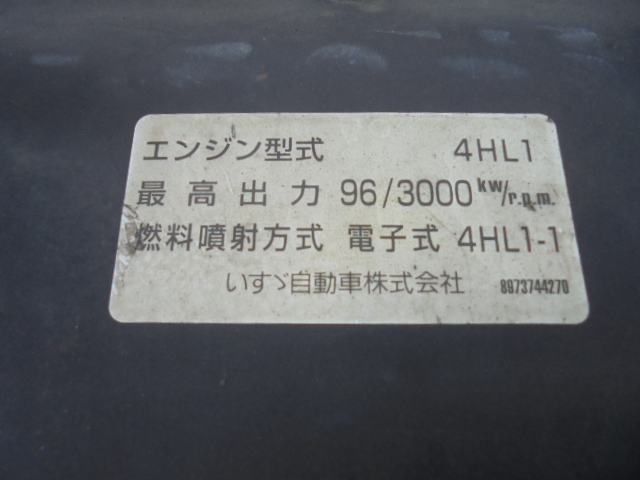 エンジン型式 4HL1
最高出力 96/3000 kw/r.p.m.
燃料噴射方式 電子式 4HL1-1
いすゞ自動車株式会社 8973744270